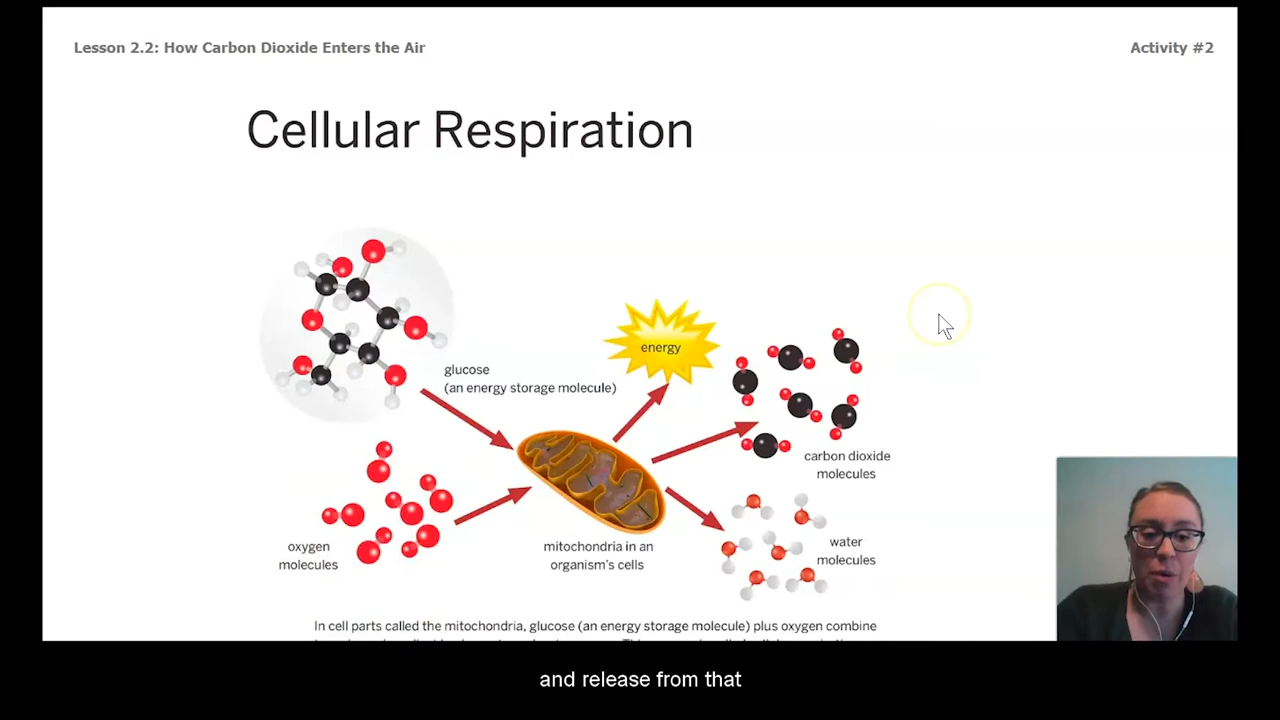 Lesson 2.2: How Carbon Dioxide Enters the Air
Activity #2
Cellular Respiration
energy
glucose
(an energy storage molecule)
carbon dioxide
molecules
oxygen
molecules
mitochondria in an
organism's cells
water
molecules
In cell parts called the mitochondria, glucose (an energy storage molecule) plus oxygen combine
and release from that